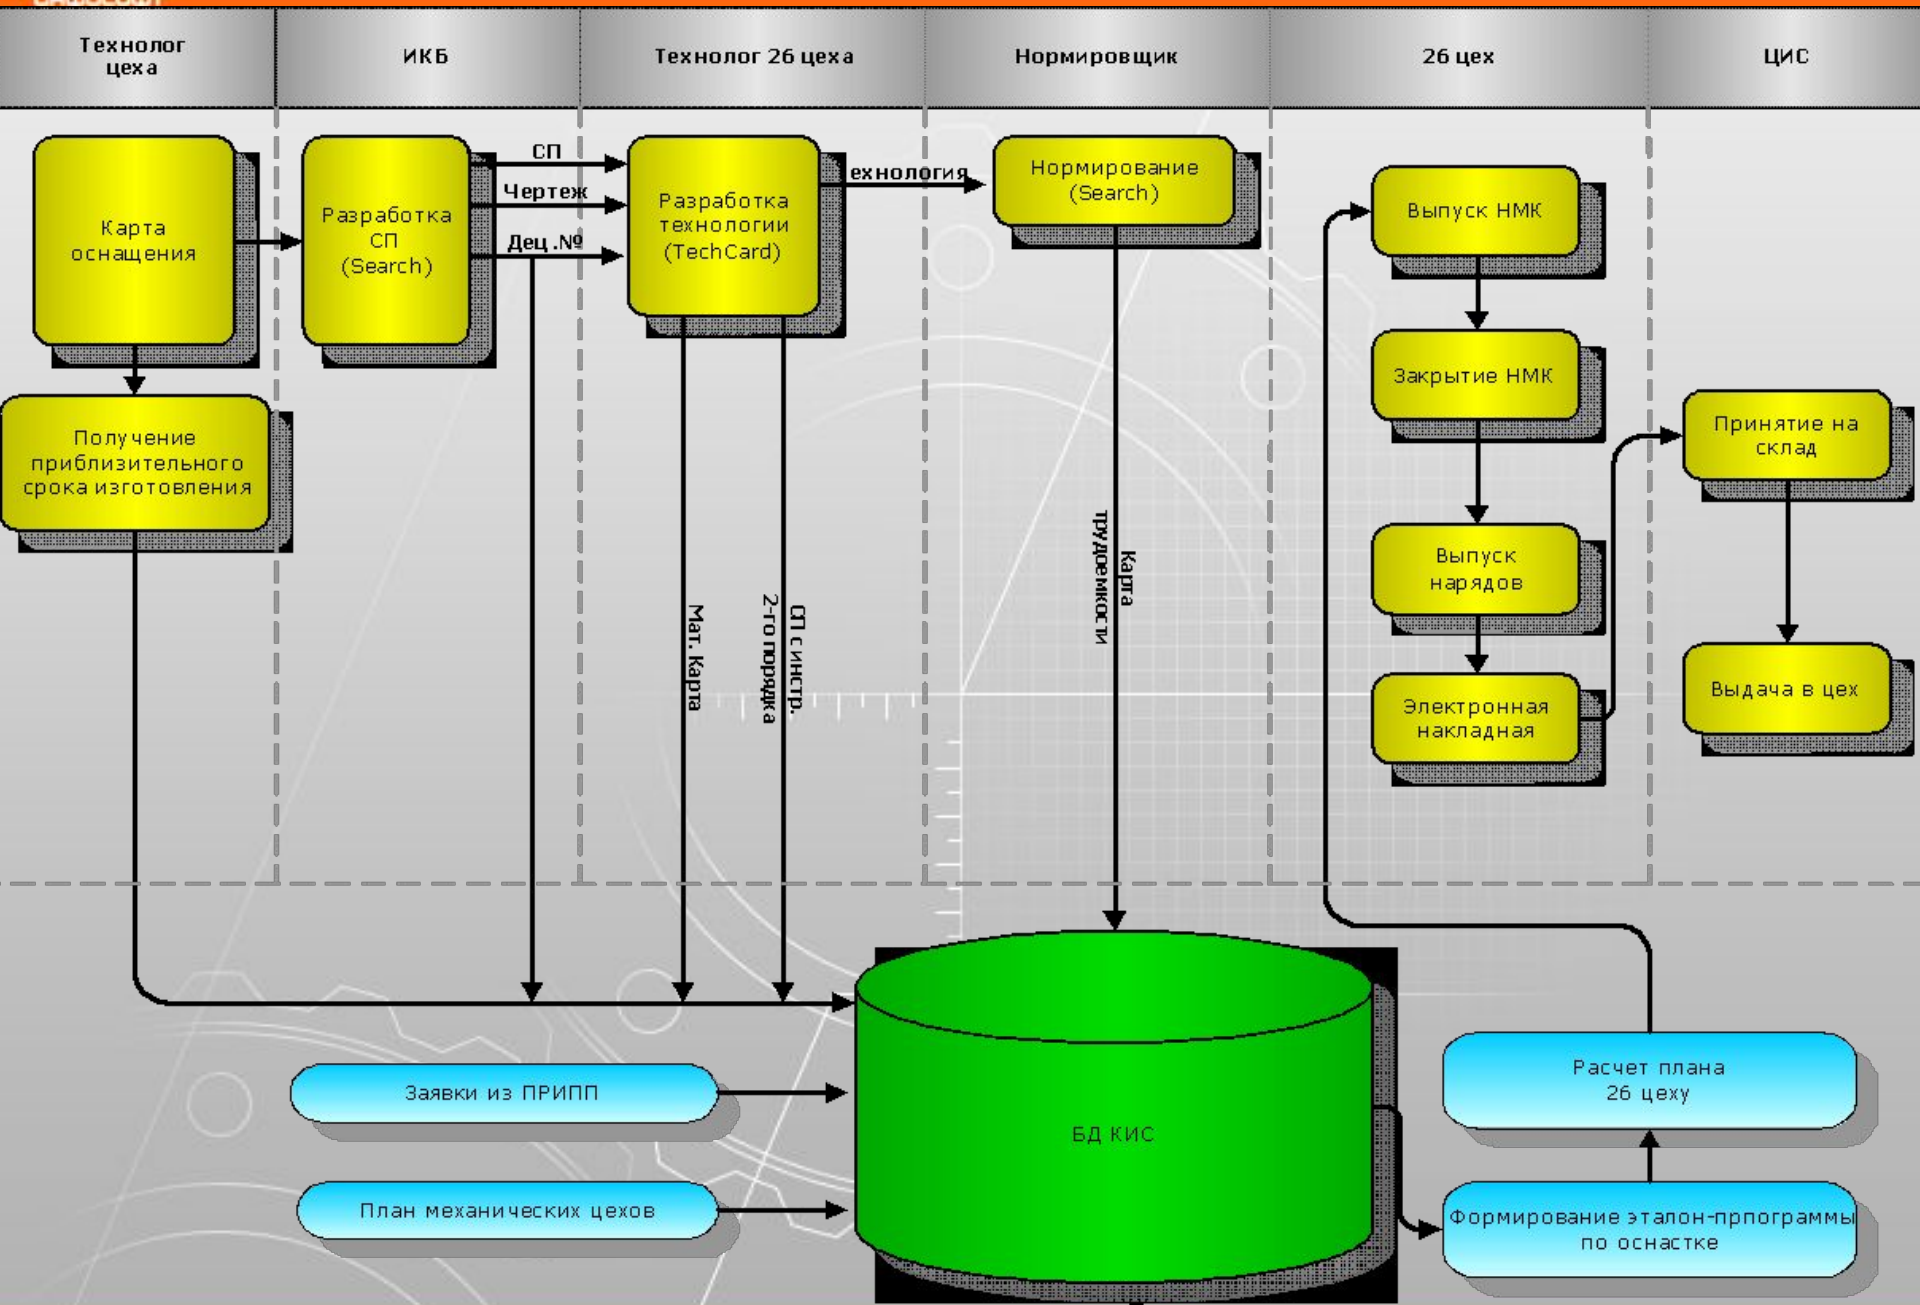 Технолог
цеха
ИКБ
Технолог 26 цеха
Нормировщик
26 цех
ЦИС
Карта
оснащения
Разработка
СП
(Search)
СП
Чертеж
Дец.№
Разработка
технологии
(TechCard)
ехнология
Нормирование
(Search)
Выпуск НМК
Закрытие НМК
Получение
приблизительного
срока изготовления
Принятие на
склад
Выпуск
нарядов
Электронная
накладная
Выдача в цех
Мат. Карта
СП с инстр.
2-го порядка
Карта
трудоемкости
Заявки из ПРИПП
План механических цехов
БД КИС
Расчет плана
26 цеху
Формирование эталон-прпограммы
по оснастке